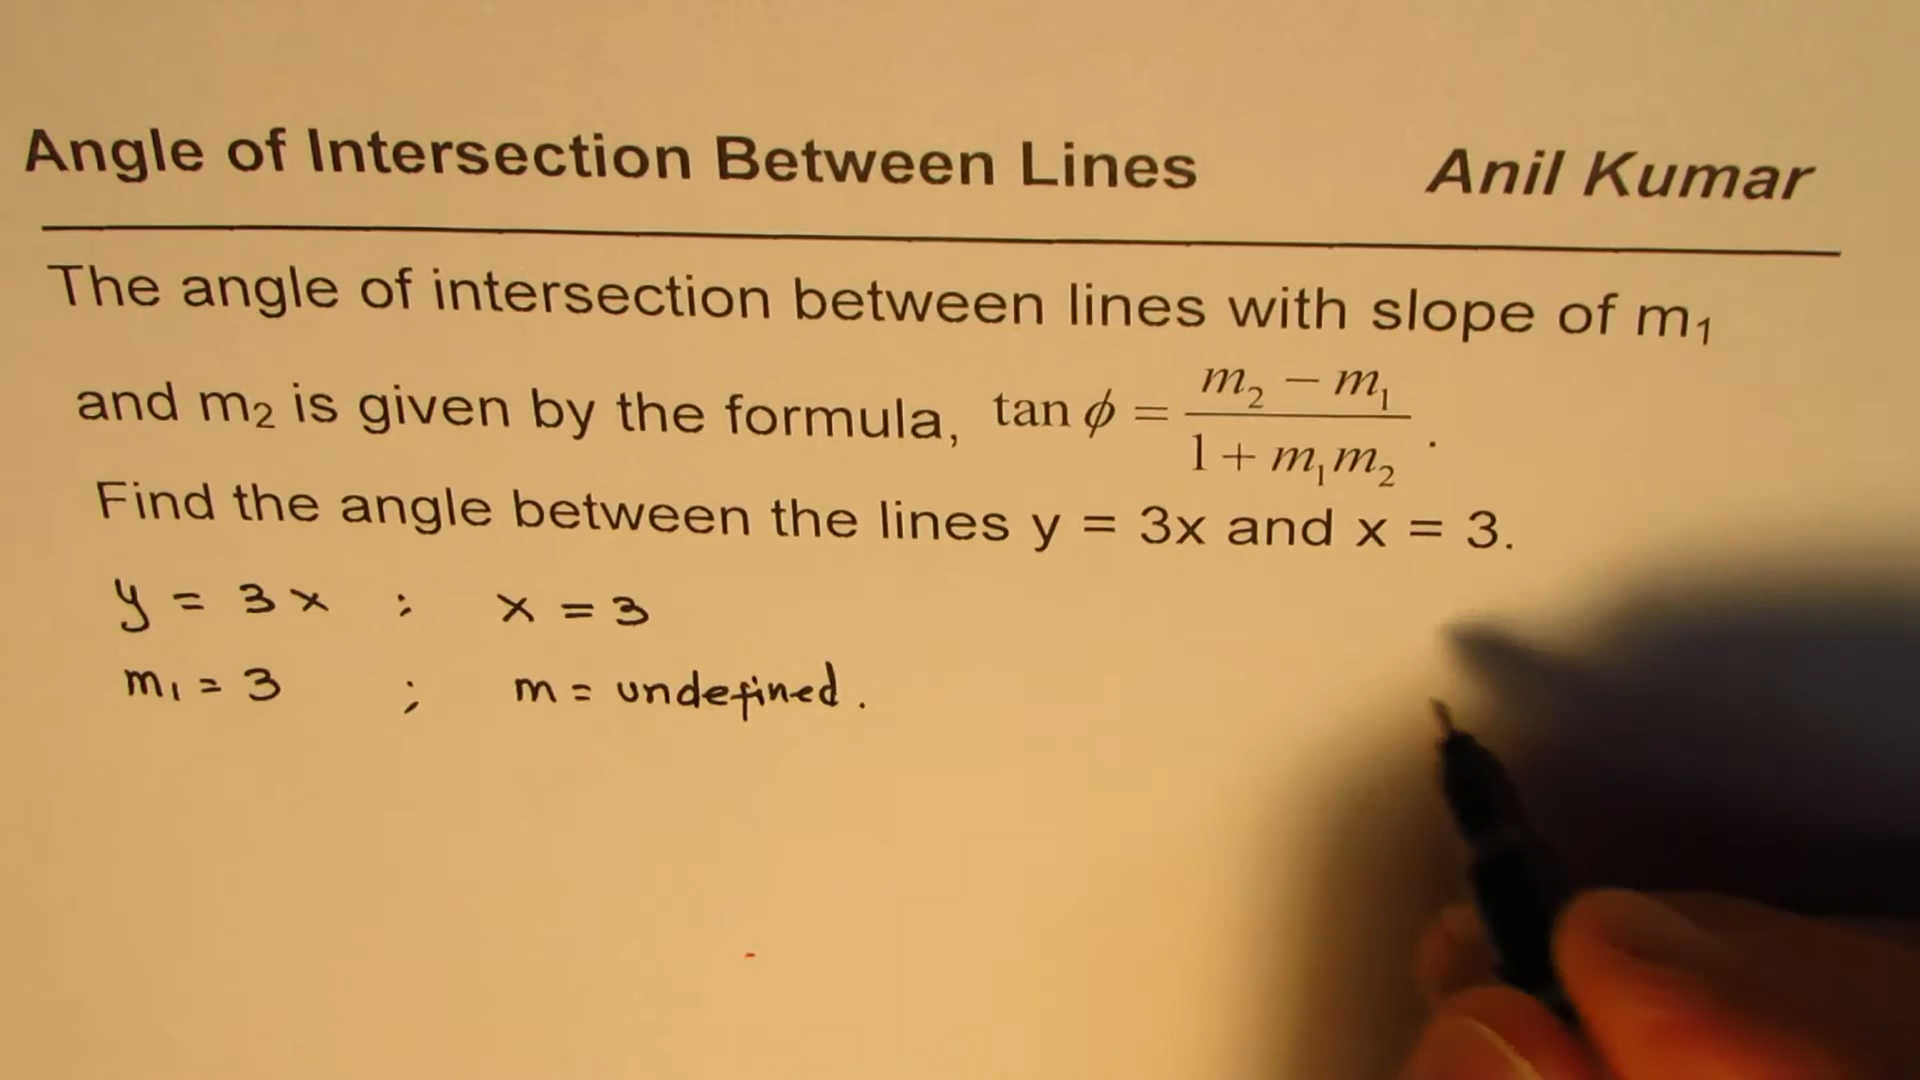 Angle of Intersection Between Lines Anil Kumar
The angle of intersection between lines with slope of m₁
and m₂ is given by the formula, tan ϕ = (m₂ − m₁)/(1 + m₁m₂).
Find the angle between the lines y = 3x and x = 3.
y = 3x ; x = 3
m₁ = 3 ; m = undefined.